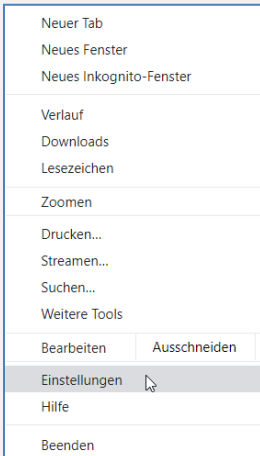 Neuer Tab
Neues Fenster
Neues Inkognito-Fenster
Verlauf
Downloads
Lesezeichen
Zoomen
Drucken...
Streamen...
Suchen...
Weitere Tools
Bearbeiten Ausschneiden
Einstellungen
Hilfe
Beenden